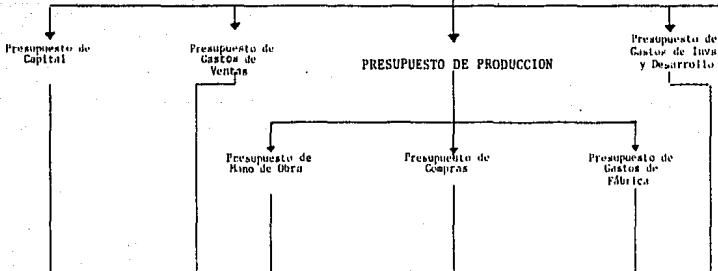 Presupuesto de
Capital
Presupuesto de
Gastos de
Ventas
PRESUPUESTO DE PRODUCCION
Presupuesto de
Gastos de Inva
y Desarrollo
Presupuesto de
Mano de Obra
Presupuesto de
Compras
Presupuesto de
Gastos de
Fábrica